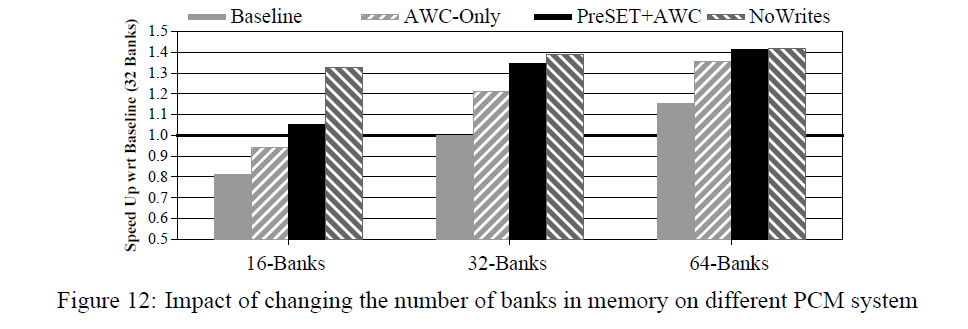 Baseline AWC-Only PreSET+AWC NoWrites
Speed Up wrt Baseline (32 Banks)
1.5
1.4
1.3
1.2
1.1
1.0
0.9
0.8
0.7
0.6
0.5
16-Banks 32-Banks 64-Banks
Figure 12: Impact of changing the number of banks in memory on different PCM system